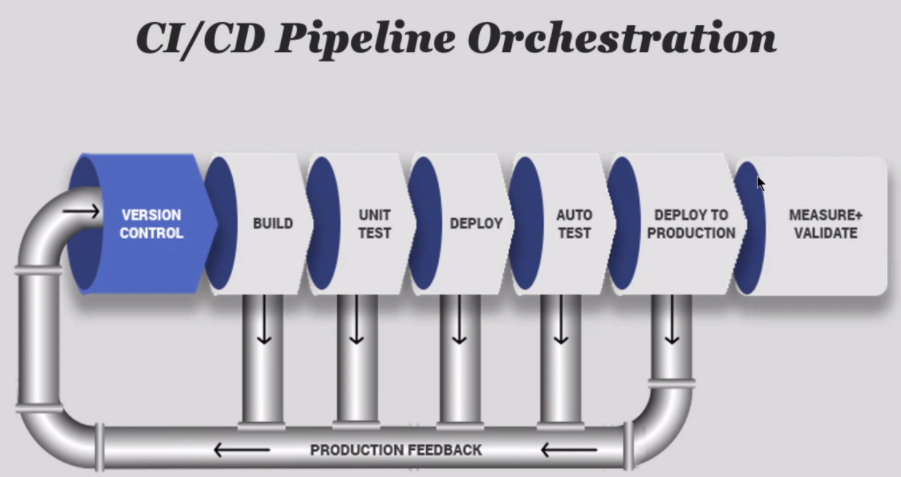 CI/CD Pipeline Orchestration
VERSION
CONTROL
BUILD
UNIT
TEST
DEPLOY
AUTO
TEST
DEPLOY TO
PRODUCTION
MEASURE+
VALIDATE
PRODUCTION FEEDBACK